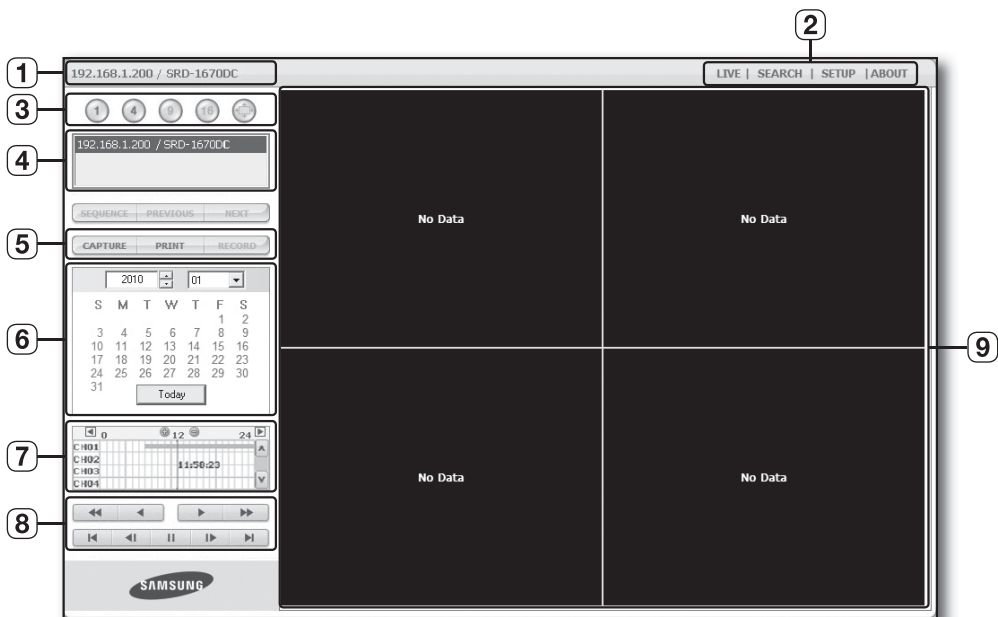 2
1
192.168.1.200 / SRD-1670DC
LIVE | SEARCH | SETUP | ABOUT
3
1 4 9 16
4
192.168.1.200 / SRD-1670DC
SEQUENCE PREVIOUS NEXT
5
CAPTURE PRINT RECORD
6
2010 01
S M T W T F S
1 2
3 4 5 6 7 8 9
10 11 12 13 14 15 16
17 18 19 20 21 22 23
24 25 26 27 28 29 30
31
Today
7
0 12 24
CH01
CH02
11:58:23
CH03
CH04
8
SAMSUNG
No Data
No Data
No Data
No Data
9